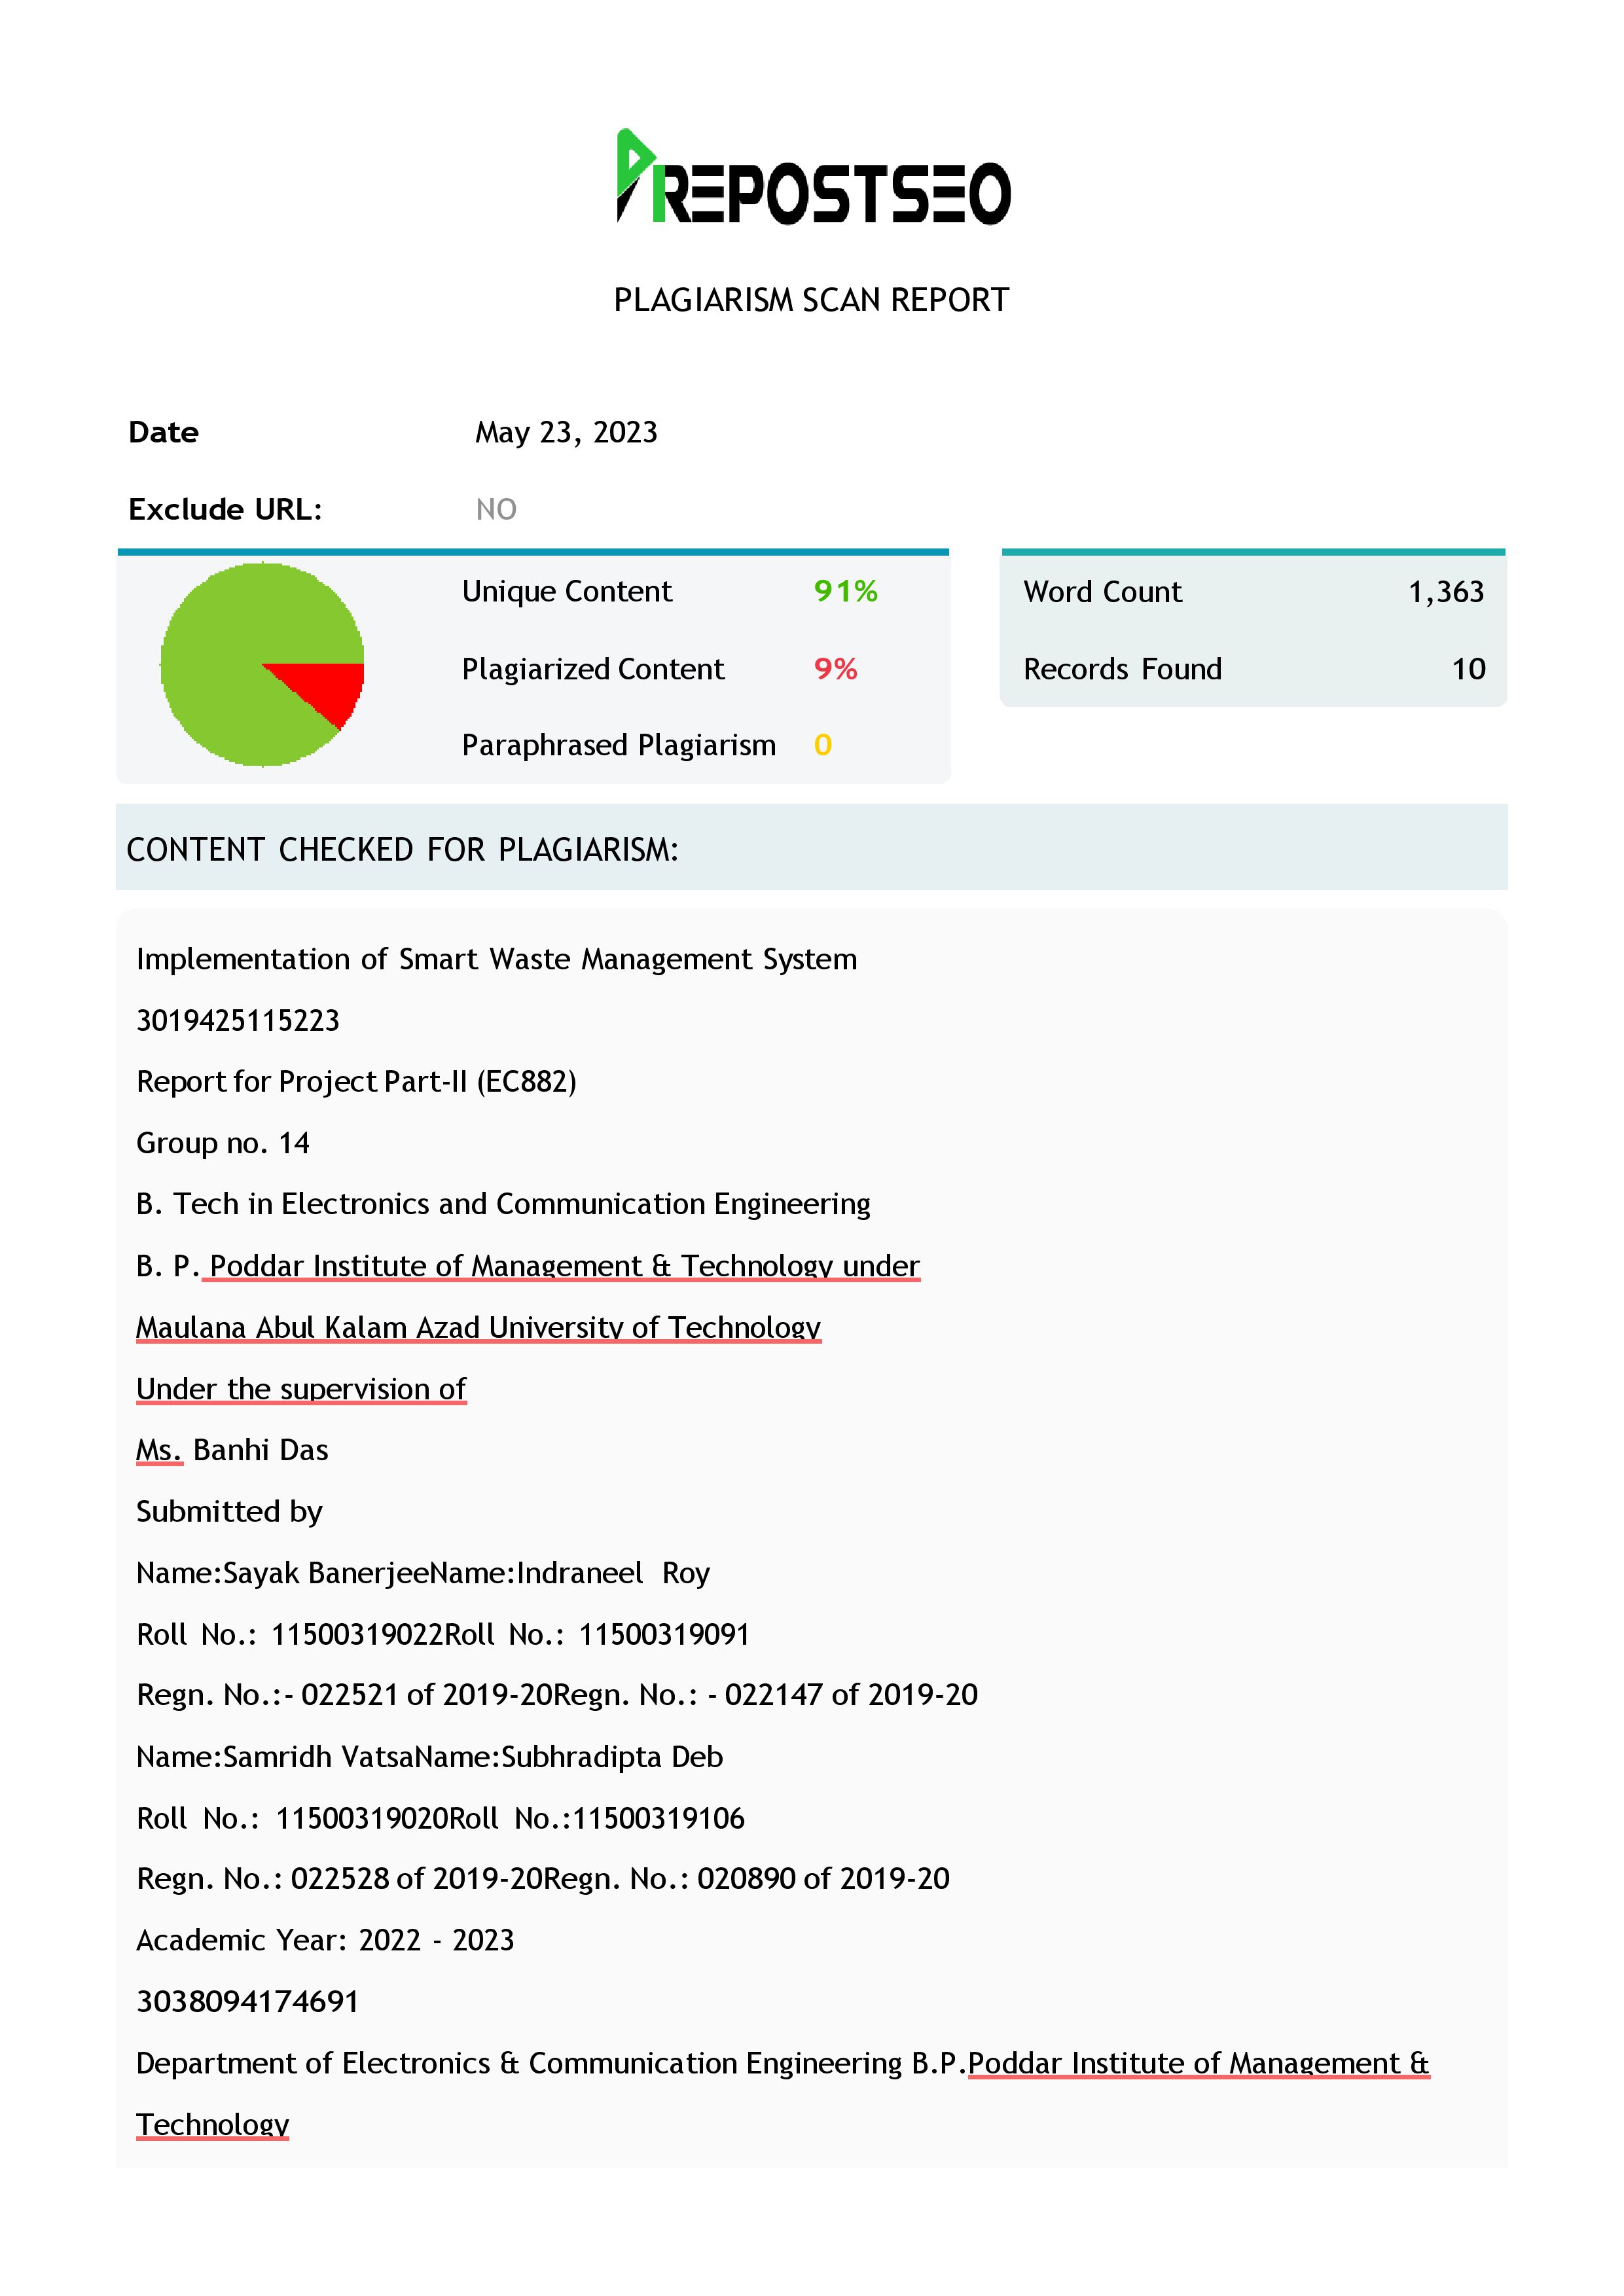 PREPOSTSEO
PLAGIARISM SCAN REPORT
Date May 23, 2023
Exclude URL: NO
Unique Content 91%
Plagiarized Content 9%
Paraphrased Plagiarism 0
Word Count 1,363
Records Found 10
CONTENT CHECKED FOR PLAGIARISM:
Implementation of Smart Waste Management System
3019425115223
Report for Project Part-II (EC882)
Group no. 14
B. Tech in Electronics and Communication Engineering
B. P. Poddar Institute of Management & Technology under
Maulana Abul Kalam Azad University of Technology
Under the supervision of
Ms. Banhi Das
Submitted by
Name:Sayak BanerjeeName:Indraneel Roy
Roll No.: 11500319022Roll No.: 11500319091
Regn. No.:- 022521 of 2019-20Regn. No.: - 022147 of 2019-20
Name:Samridh VatsaName:Subhradipta Deb
Roll No.: 11500319020Roll No.:11500319106
Regn. No.: 022528 of 2019-20Regn. No.: 020890 of 2019-20
Academic Year: 2022 - 2023
3038094174691
Department of Electronics & Communication Engineering B.P.Poddar Institute of Management &
Technology